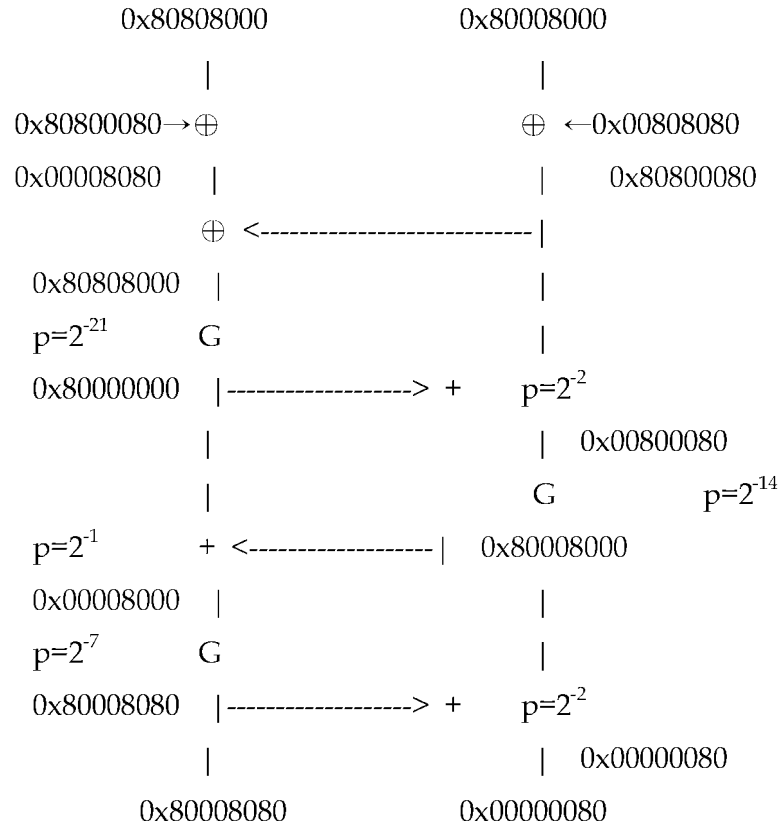 0x80808000 0x80008000
| |
0x80800080→⊕ ⊕ ←0x00808080
0x00008080 | | 0x80800080
⊕ <----------------------------- |
0x80808000 | |
p=2^-21 G |
0x80000000 |-------------------> + p=2^-2
| | 0x00800080
| G p=2^-14
p=2^-1 + <------------------- | 0x80008000
0x00008000 | |
p=2^-7 G |
0x80008080 |-------------------> + p=2^-2
| | 0x00000080
0x80008080 0x00000080